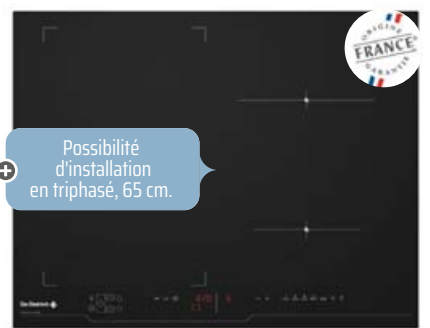 ORIGINE
FRANCE
GARANTIE
Possibilité
d'installation
en triphasé, 65 cm.
De Dietrich